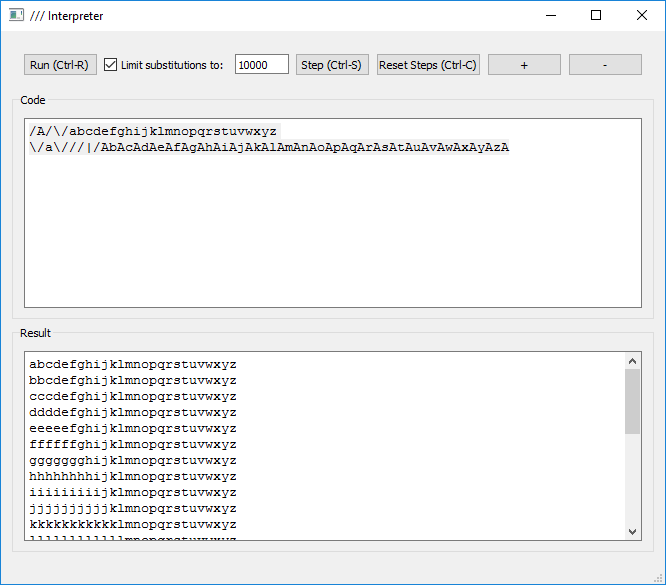 /// Interpreter
Run (Ctrl-R) Limit substitutions to: 10000 Step (Ctrl-S) Reset Steps (Ctrl-C) + -
Code
/A/\/abcdefghijklmnopqrstuvwxyz
\/a\///|/AbAcAdAeAfAgAhAiAjAkAlAmAnAoApAqArAsAtAuAvAwAxAyAzA
Result
abcdefghijklmnopqrstuvwxyz
bbcdefghijklmnopqrstuvwxyz
cccdefghijklmnopqrstuvwxyz
ddddefghijklmnopqrstuvwxyz
eeeeefghijklmnopqrstuvwxyz
ffffffghijklmnopqrstuvwxyz
ggggggghijklmnopqrstuvwxyz
hhhhhhhhijklmnopqrstuvwxyz
iiiiiiiiijklmnopqrstuvwxyz
jjjjjjjjjjklmnopqrstuvwxyz
kkkkkkkkkkklmnopqrstuvwxyz
llllllllllllmnopqrstuvwxyz